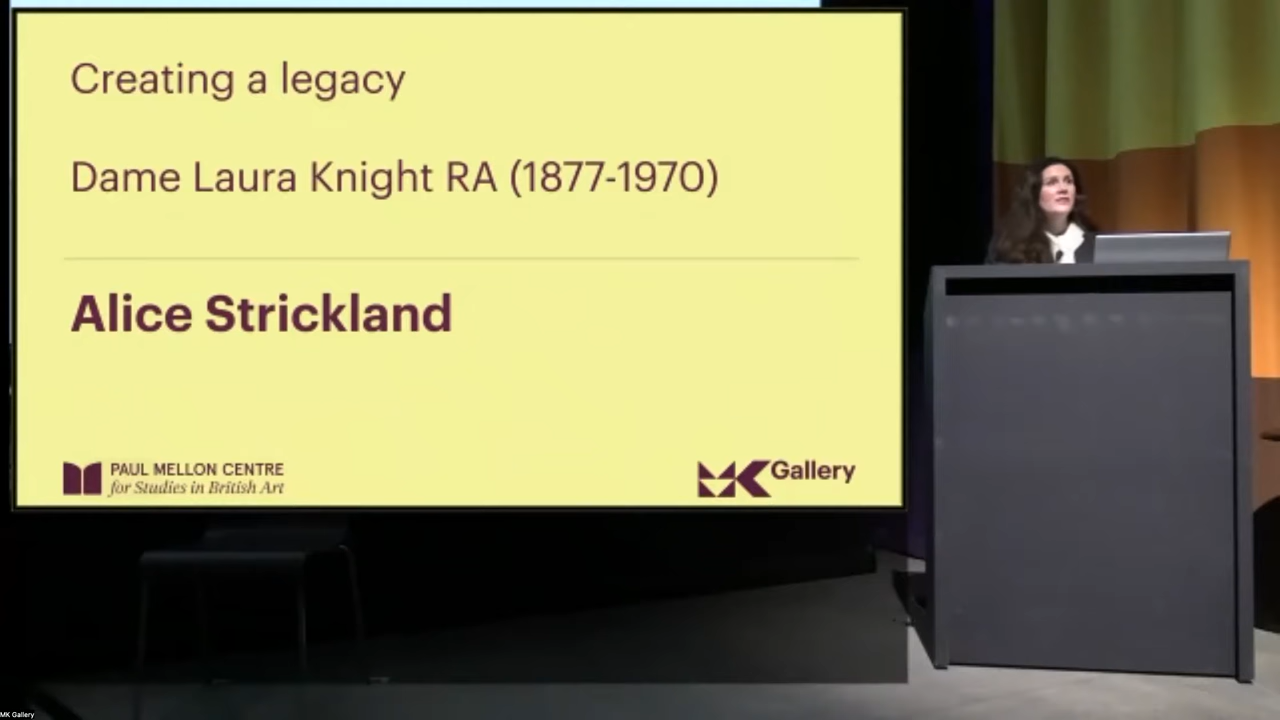 Creating a legacy
Dame Laura Knight RA (1877-1970)
Alice Strickland
PAUL MELLON CENTRE
for Studies in British Art
MK Gallery
MK Gallery